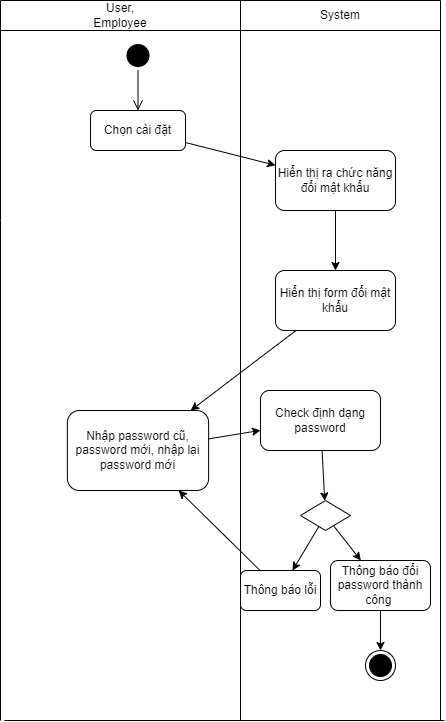 User,
Employee
System
Chọn cài đặt
Hiển thị ra chức năng
đổi mật khẩu
Hiển thị form đổi mật
khẩu
Nhập password cũ,
password mới, nhập lại
password mới
Check định dạng
password
Thông báo lỗi
Thông báo đổi
password thành
công